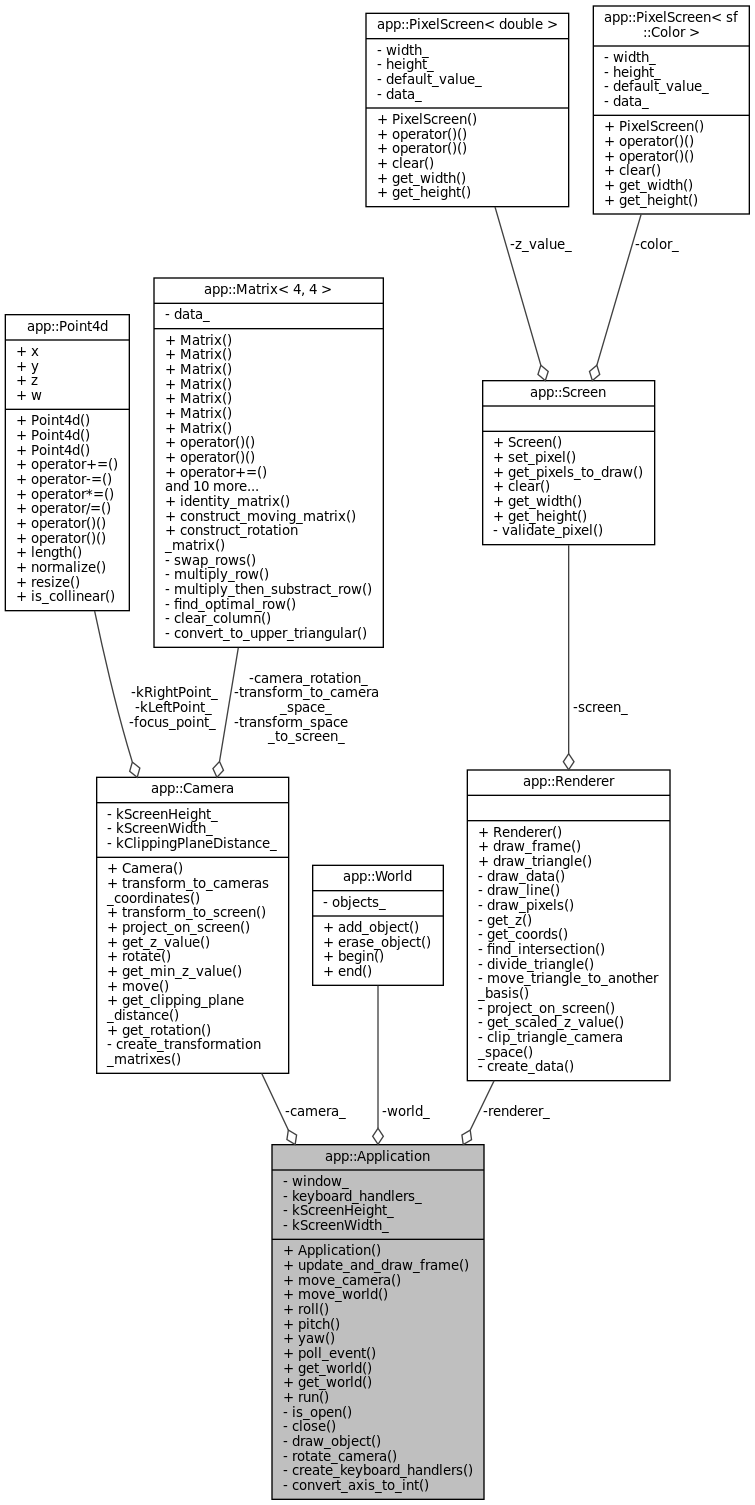 app::PixelScreen< double >
- width_
- height_
- default_value_
- data_
+ PixelScreen()
+ operator()()
+ operator()()
+ clear()
+ get_width()
+ get_height()
app::PixelScreen< sf
::Color >
- width_
- height_
- default_value_
- data_
+ PixelScreen()
+ operator()()
+ operator()()
+ clear()
+ get_width()
+ get_height()
-z_value_
-color_
app::Point4d
+ x
+ y
+ z
+ w
+ Point4d()
+ Point4d()
+ Point4d()
+ operator+=()
+ operator-=()
+ operator*=()
+ operator/=()
+ operator()()
+ operator()()
+ length()
+ normalize()
+ resize()
+ is_collinear()
app::Matrix< 4, 4 >
- data_
+ Matrix()
+ Matrix()
+ Matrix()
+ Matrix()
+ Matrix()
+ Matrix()
+ Matrix()
+ operator()()
+ operator()()
+ operator+=()
and 10 more...
+ identity_matrix()
+ construct_moving_matrix()
+ construct_rotation
_matrix()
- swap_rows()
- multiply_row()
- multiply_then_substract_row()
- find_optimal_row()
- clear_column()
- convert_to_upper_triangular()
app::Screen
+ Screen()
+ set_pixel()
+ get_pixels_to_draw()
+ clear()
+ get_width()
+ get_height()
- validate_pixel()
-kRightPoint_
-kLeftPoint_
-focus_point_
-camera_rotation_
-transform_to_camera
_space_
-transform_space
_to_screen_
-screen_
app::Camera
- kScreenHeight_
- kScreenWidth_
- kClippingPlaneDistance_
+ Camera()
+ transform_to_cameras
_coordinates()
+ transform_to_screen()
+ project_on_screen()
+ get_z_value()
+ rotate()
+ get_min_z_value()
+ move()
+ get_clipping_plane
_distance()
+ get_rotation()
- create_transformation
_matrixes()
app::World
- objects_
+ add_object()
+ erase_object()
+ begin()
+ end()
app::Renderer
+ Renderer()
+ draw_frame()
+ draw_triangle()
- draw_data()
- draw_line()
- draw_pixels()
- get_z()
- get_coords()
- find_intersection()
- divide_triangle()
- move_triangle_to_another
_basis()
- project_on_screen()
- get_scaled_z_value()
- clip_triangle_camera
_space()
- create_data()
-camera_
-world_
-renderer_
app::Application
- window_
- keyboard_handlers_
- kScreenHeight_
- kScreenWidth_
+ Application()
+ update_and_draw_frame()
+ move_camera()
+ move_world()
+ roll()
+ pitch()
+ yaw()
+ poll_event()
+ get_world()
+ get_world()
+ run()
- is_open()
- close()
- draw_object()
- rotate_camera()
- create_keyboard_handlers()
- convert_axis_to_int()